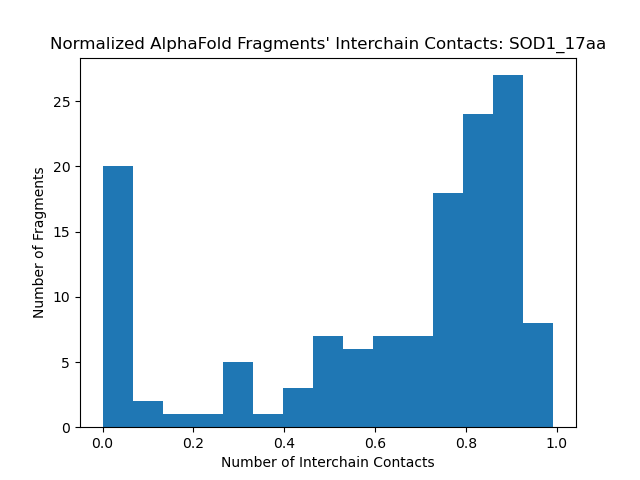 Normalized AlphaFold Fragments' Interchain Contacts: SOD1_17aa
Number of Fragments
25
20
15
10
5
0
0.0 0.2 0.4 0.6 0.8 1.0
Number of Interchain Contacts